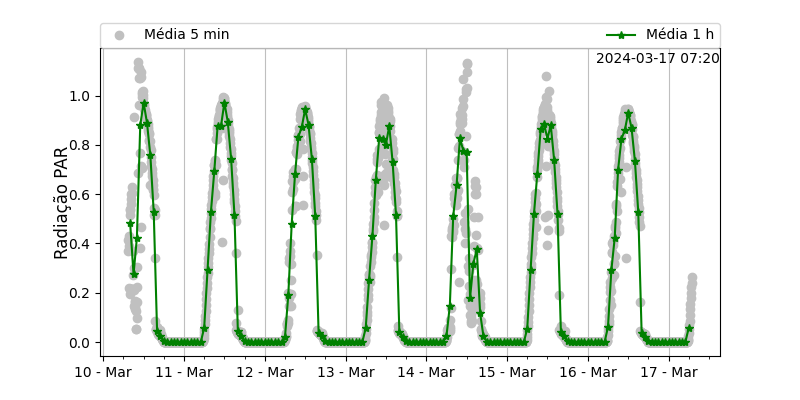 Média 5 min
Média 1 h
2024-03-17 07:20
Radiação PAR
1.0
0.8
0.6
0.4
0.2
0.0
10 - Mar
11 - Mar
12 - Mar
13 - Mar
14 - Mar
15 - Mar
16 - Mar
17 - Mar